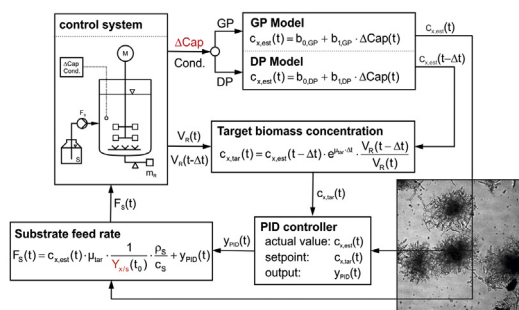 control system
M
ΔCap
Cond.
F_S
S
m_R
ΔCap
Cond.
GP
DP
GP Model
c_x,est(t) = b_0,GP + b_1,GP · ΔCap(t)
DP Model
c_x,est(t) = b_0,DP + b_1,DP · ΔCap(t)
c_x,est(t)
c_x,est(t-Δt)
V_R(t)
V_R(t-Δt)
Target biomass concentration
c_x,tar(t) = c_x,est(t − Δt) · e^μ_tar·Δt · V_R(t − Δt) / V_R(t)
c_x,tar(t)
F_S(t)
Substrate feed rate
F_S(t) = c_x,est(t) · μ_tar · 1 / Y_x/s(t_0) · ρ_S / c_S + y_PID(t)
y_PID(t)
PID controller
actual value: c_x,est(t)
setpoint: c_x,tar(t)
output: y_PID(t)